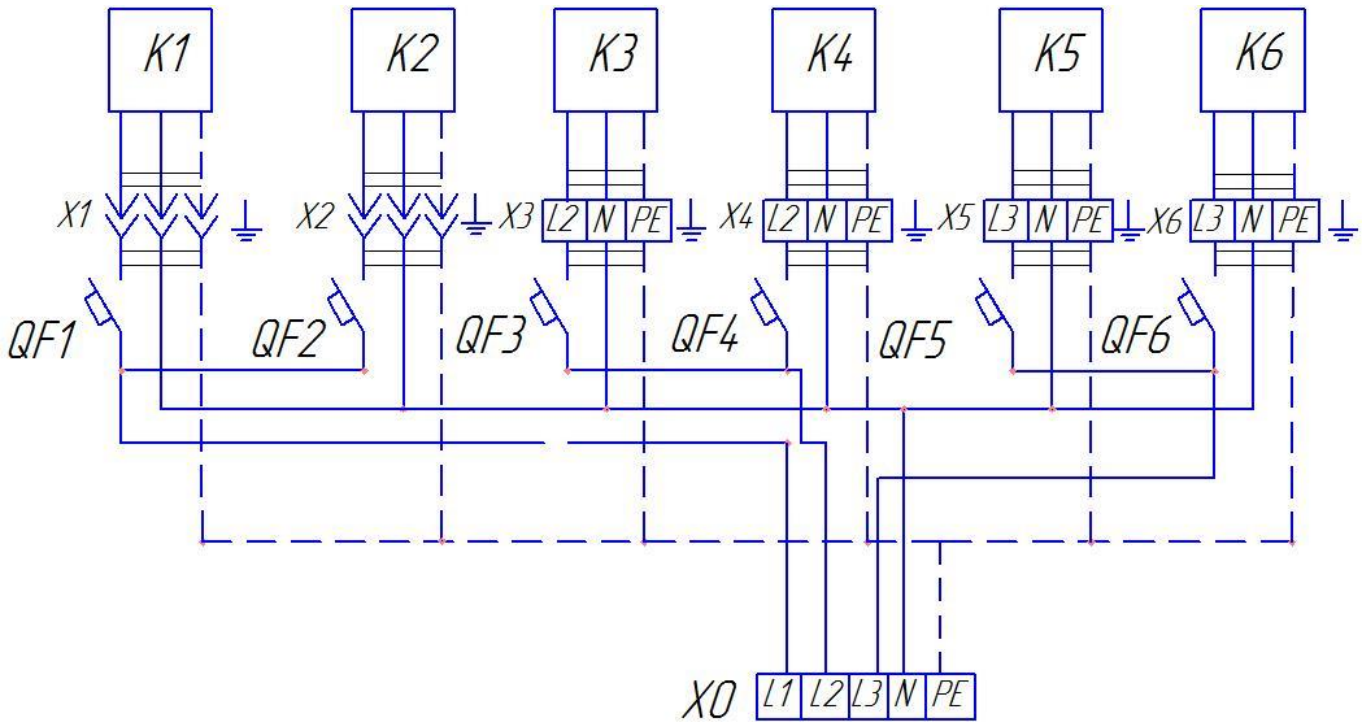 K1 K2 K3 K4 K5 K6
X1 X2 X3 L2 N PE X4 L2 N PE X5 L3 N PE X6 L3 N PE
QF1 QF2 QF3 QF4 QF5 QF6
X0 L1 L2 L3 N PE